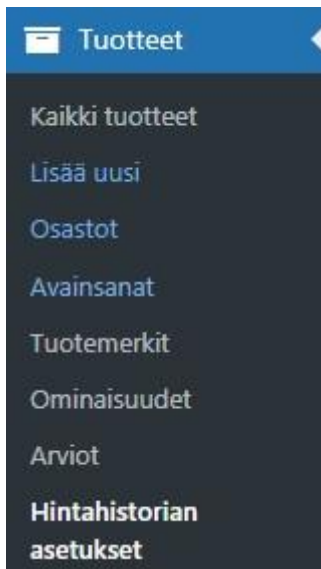 Tuotteet
Kaikki tuotteet
Lisää uusi
Osastot
Avainsanat
Tuotemerkit
Ominaisuudet
Arviot
Hintahistorian
asetukset